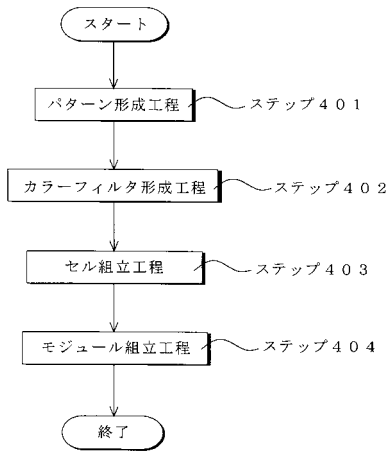 スタート
パターン形成工程 ステップ401
カラーフィルタ形成工程 ステップ402
セル組立工程 ステップ403
モジュール組立工程 ステップ404
終了